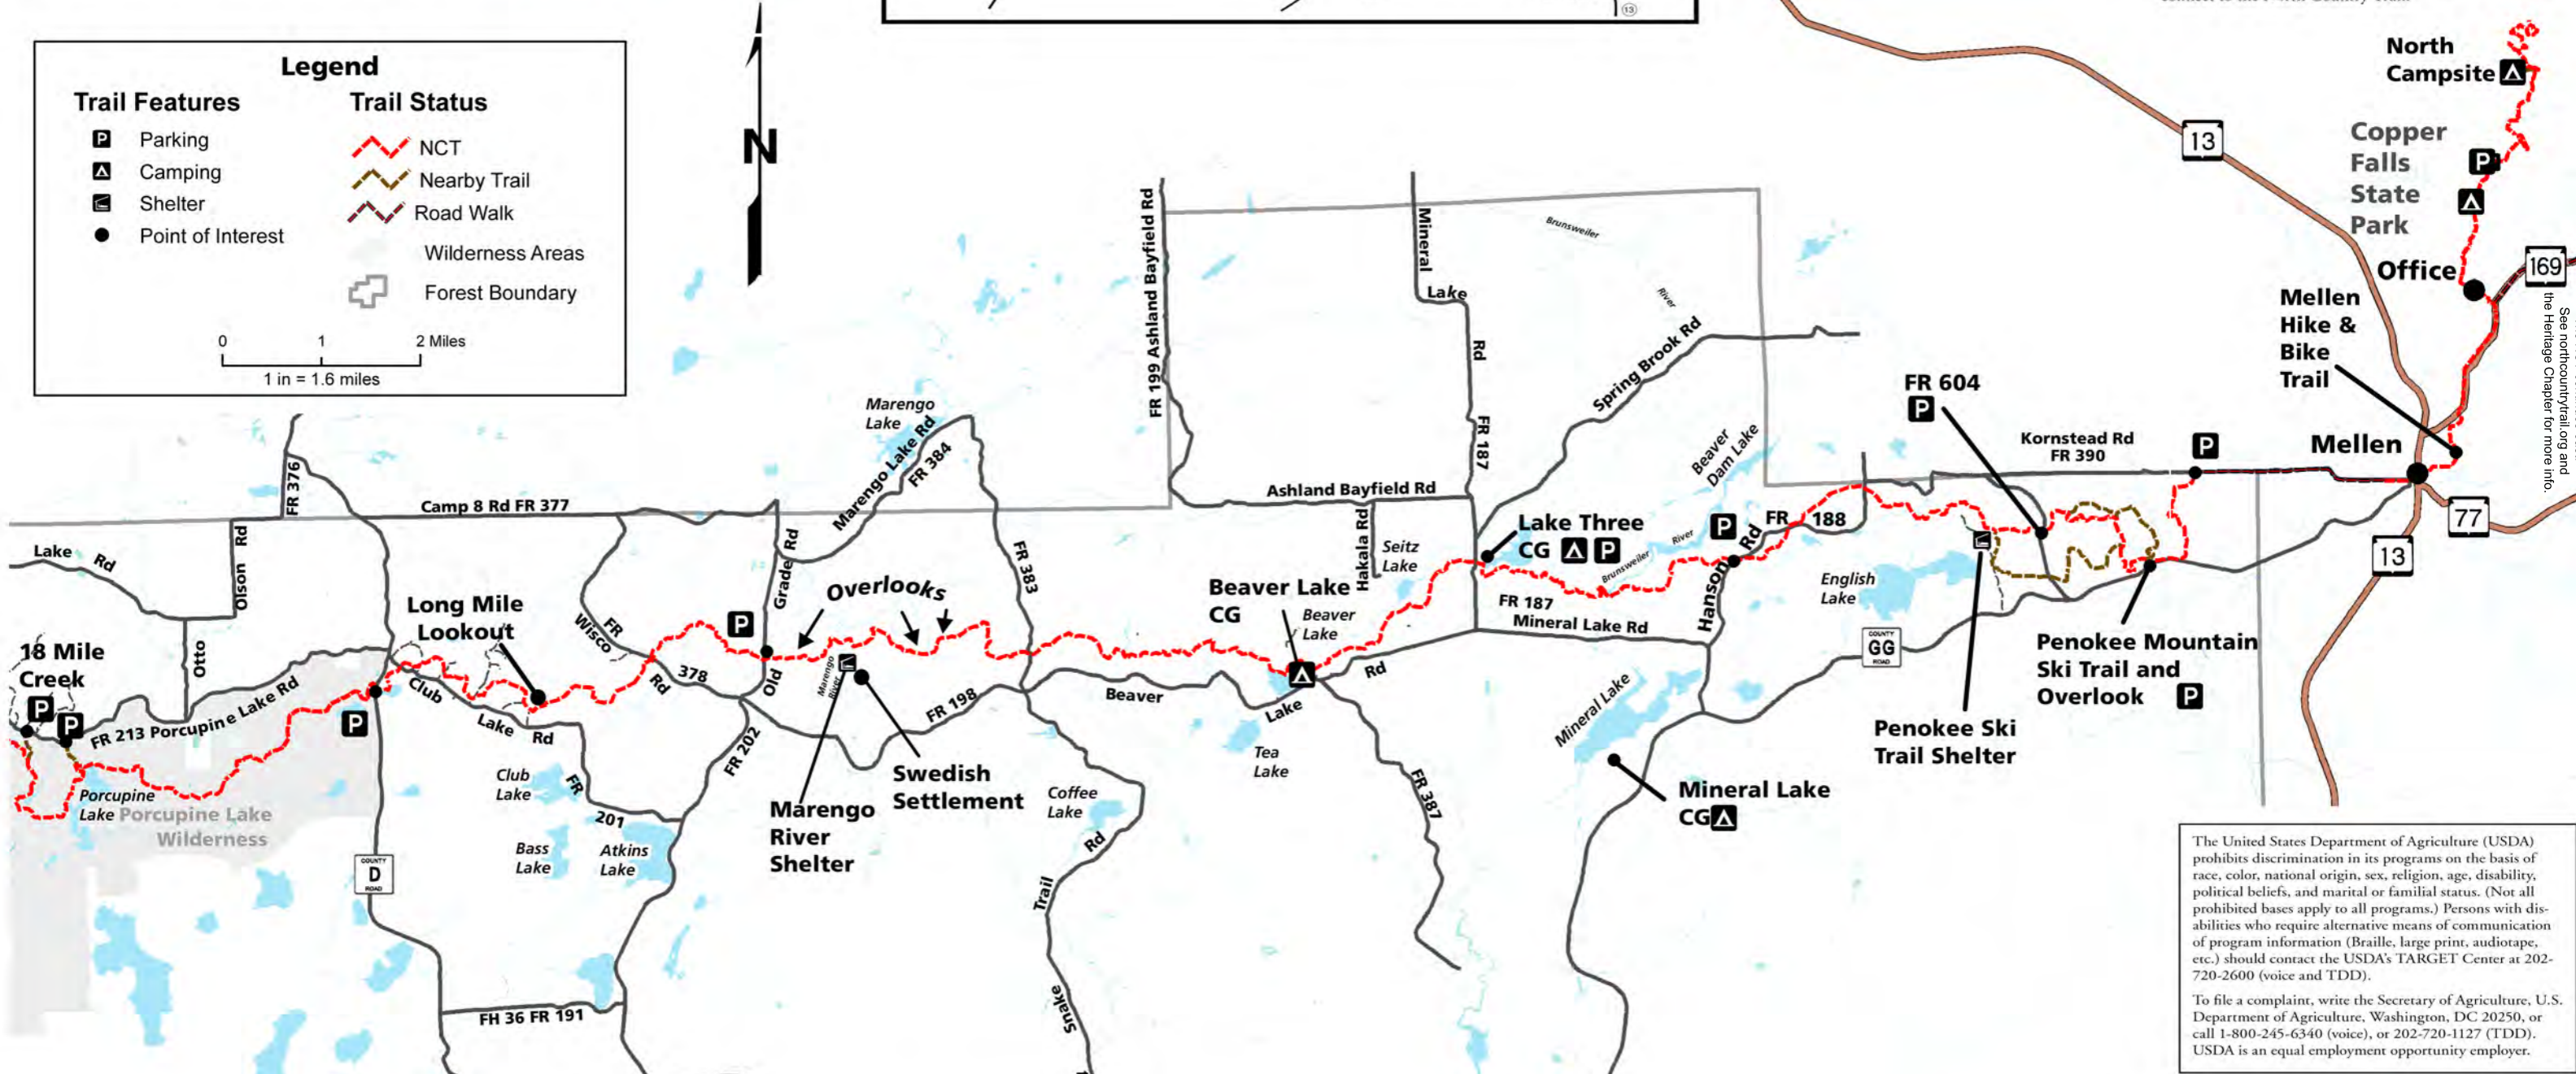 13
Legend
Trail Features
Parking
Camping
Shelter
Point of Interest
Trail Status
NCT
Nearby Trail
Road Walk
Wilderness Areas
Forest Boundary
0 1 2 Miles
1 in = 1.6 miles
N
North
Campsite
Copper
Falls
State
Park
P
13
Office
169
Mellen
Hike &
Bike
Trail
See northcountrytrail.org and
the Heritage Chapter for more info.
FR 199 Ashland Bayfield Rd
Mineral
Lake
Rd
FR 187
Brunsweiler
River
Spring Brook Rd
Marengo
Lake
Marengo Lake Rd
FR 384
FR 376
Camp 8 Rd FR 377
Ashland Bayfield Rd
Beaver
Dam Lake
FR 604
P
Kornstead Rd
FR 390
P
Mellen
77
13
Lake
Rd
Olson Rd
Otto
Long Mile
Lookout
FR
Wisco
Rd
378
P
Grade Rd
Old
Overlooks
FR 383
Hakala Rd
Seitz
Lake
Lake Three
CG
P
Brunsweiler River
P
Hanson Rd
FR 188
English
Lake
Beaver Lake
CG
Beaver
Lake
FR 187
Mineral Lake Rd
COUNTY
GG
ROAD
Penokee Mountain
Ski Trail and
Overlook P
Penokee Ski
Trail Shelter
18 Mile
Creek
P
P
FR 213 Porcupine Lake Rd
P
Club
Lake
Rd
Marengo
River
FR 198
Beaver
Lake
Rd
FR 202
Porcupine
Lake
Porcupine Lake
Wilderness
Club
Lake
FR
201
Bass
Lake
Atkins
Lake
Marengo
River
Shelter
Swedish
Settlement
Coffee
Lake
Tea
Lake
FR 387
Mineral Lake
Mineral Lake
CG
COUNTY
D
ROAD
Rd
Trail
Snake
FH 36 FR 191
The United States Department of Agriculture (USDA)
prohibits discrimination in its programs on the basis of
race, color, national origin, sex, religion, age, disability,
political beliefs, and marital or familial status. (Not all
prohibited bases apply to all programs.) Persons with dis-
abilities who require alternative means of communication
of program information (Braille, large print, audiotape,
etc.) should contact the USDA's TARGET Center at 202-
720-2600 (voice and TDD).
To file a complaint, write the Secretary of Agriculture, U.S.
Department of Agriculture, Washington, DC 20250, or
call 1-800-245-6340 (voice), or 202-720-1127 (TDD).
USDA is an equal employment opportunity employer.